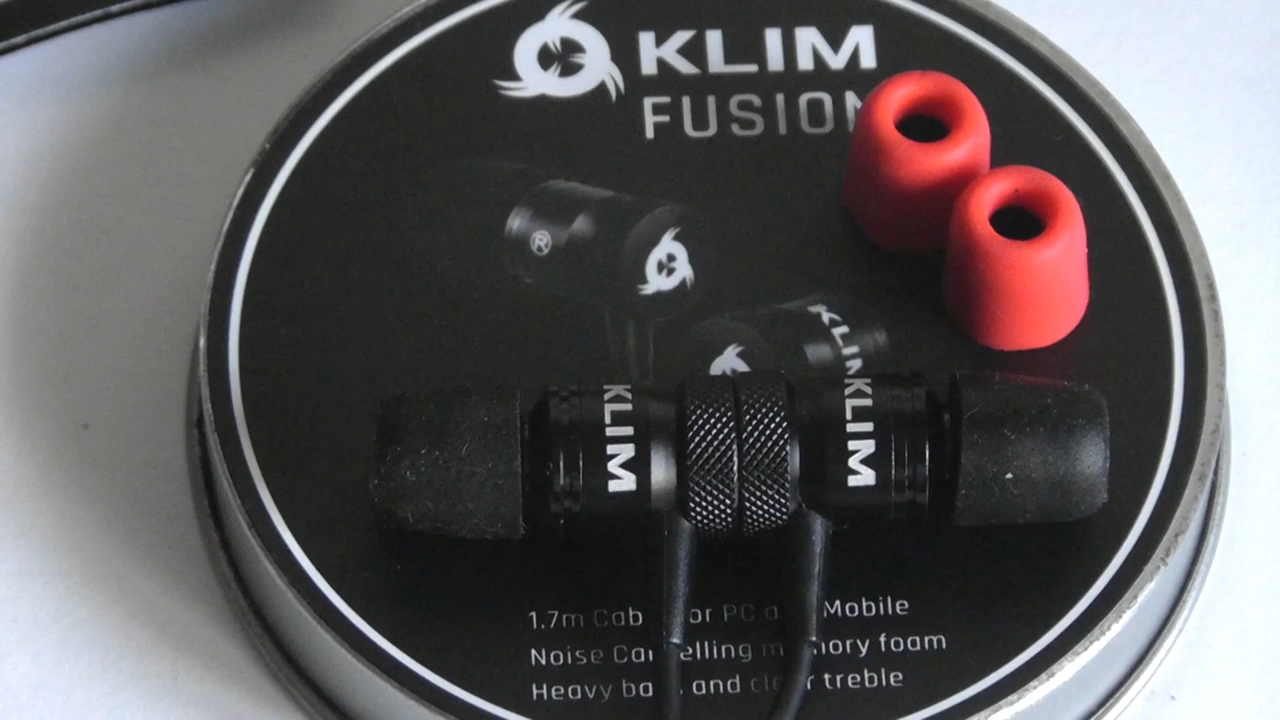 KLIM
FUSION
®
KLIM
KLIM
KLIM
1.7m Cab or PC a Mobile
Noise Ca elling m ory foam
Heavy ba and cl r treble